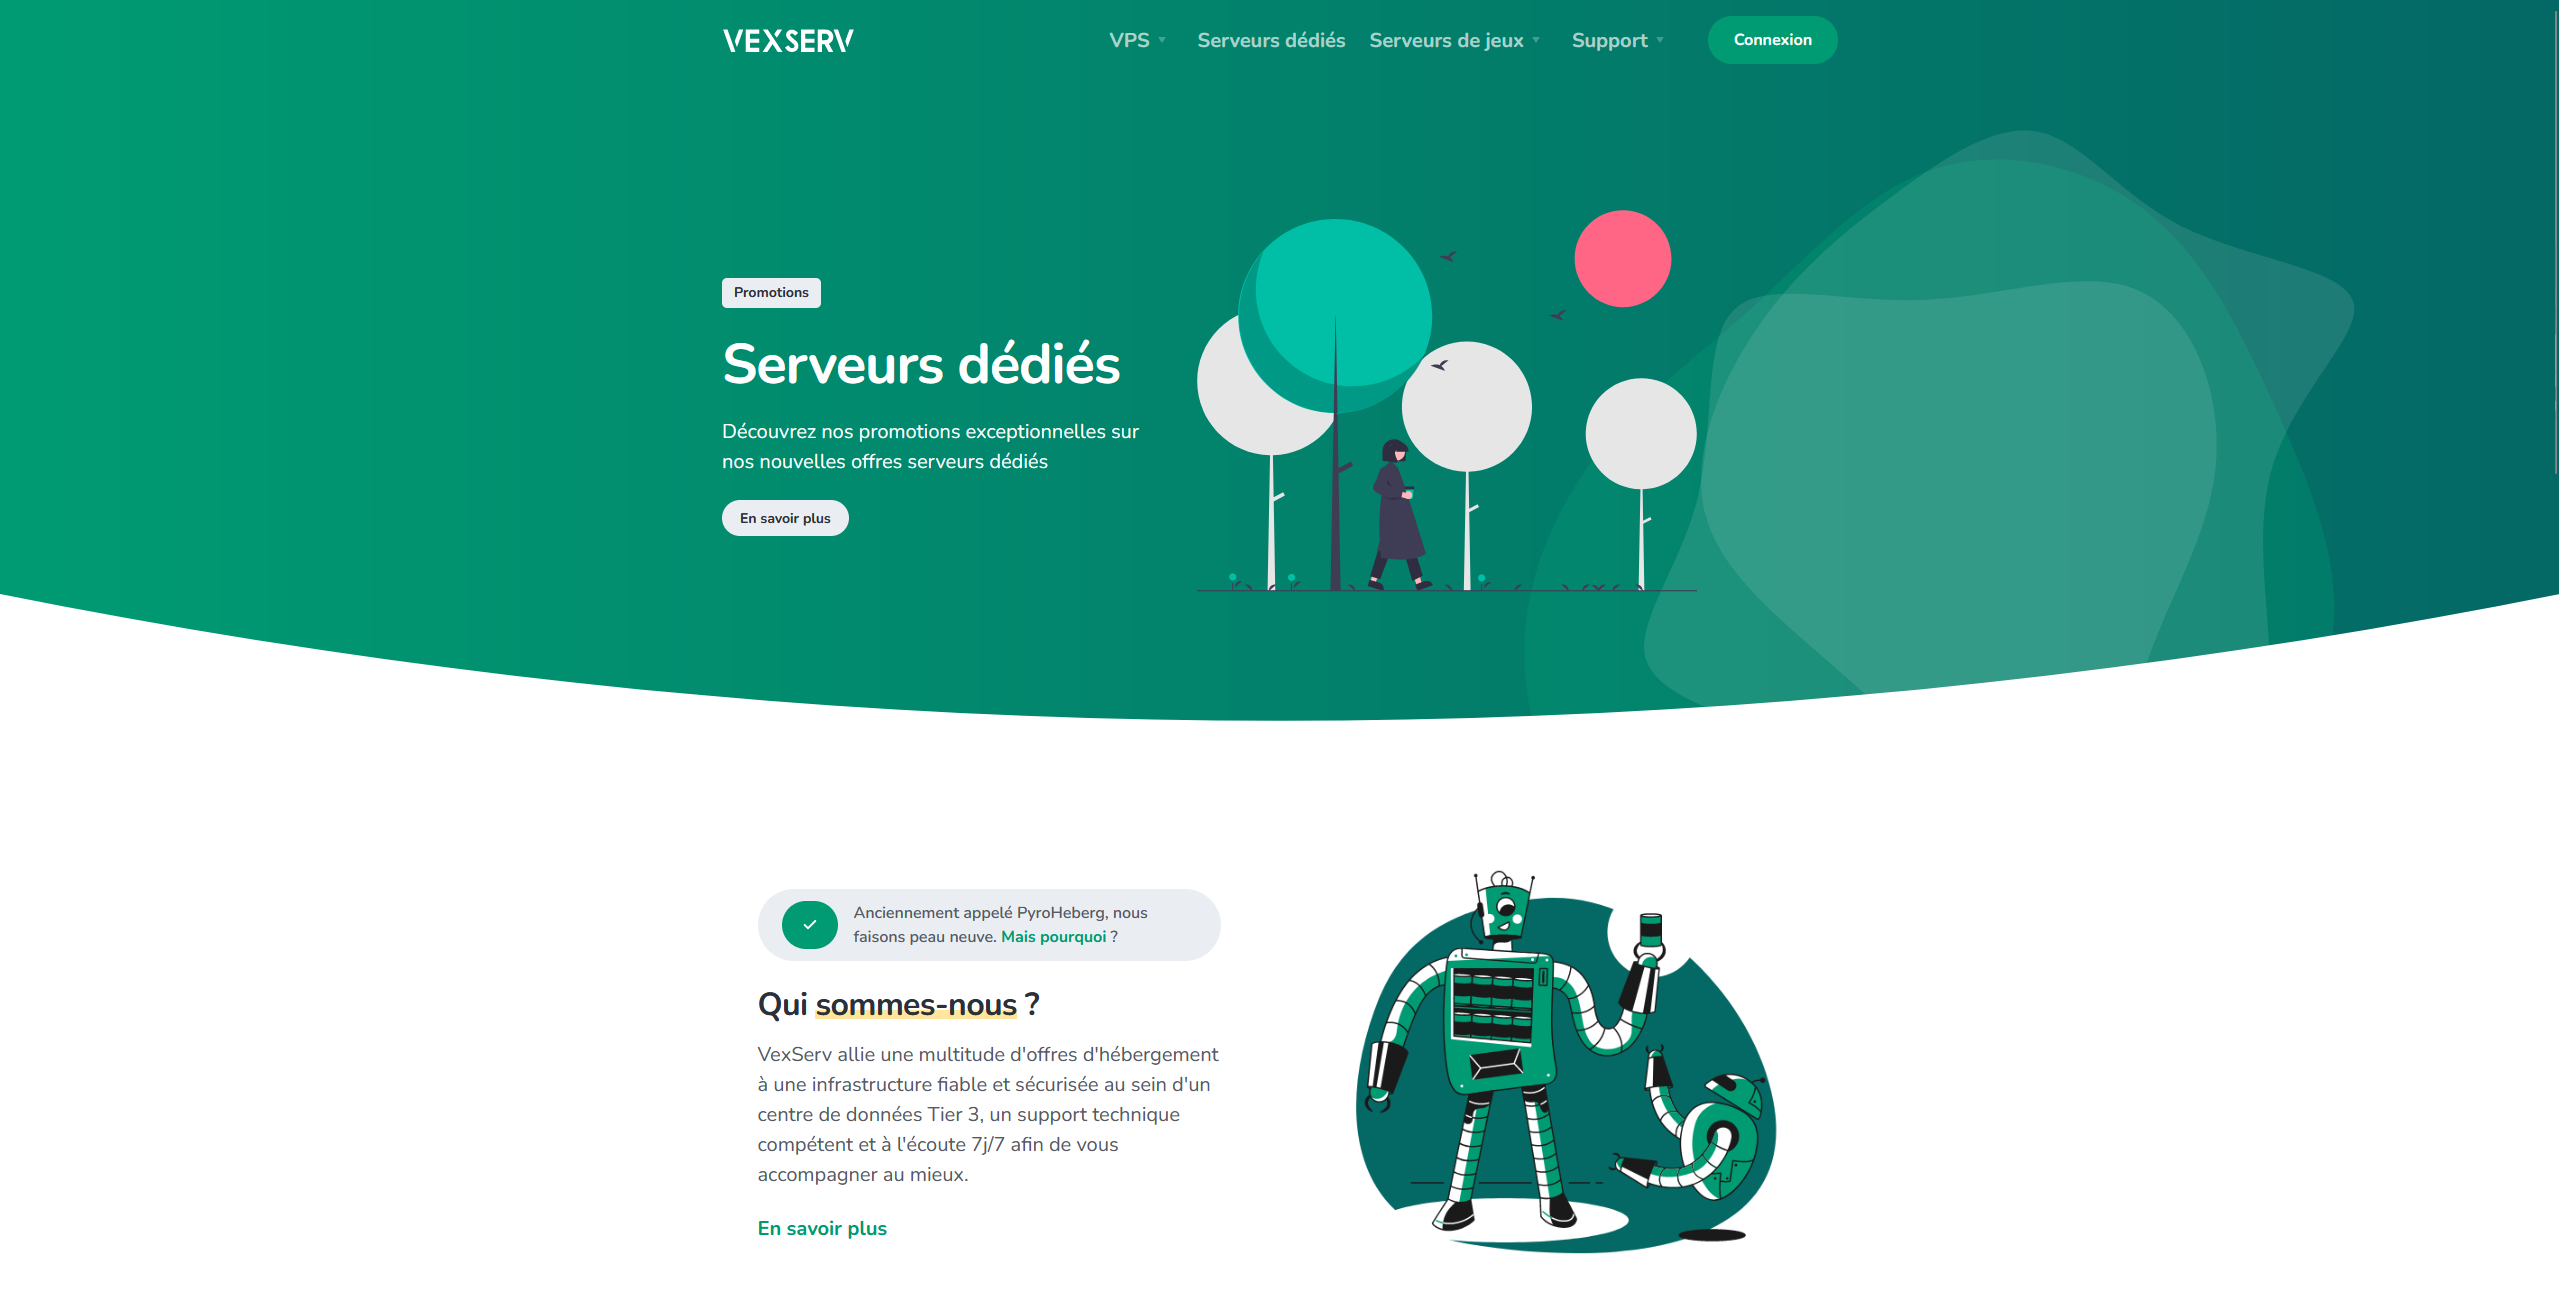 VEXSERV
VPS
Serveurs dédiés
Serveurs de jeux
Support
Connexion
Promotions
Serveurs dédiés
Découvrez nos promotions exceptionnelles sur
nos nouvelles offres serveurs dédiés
En savoir plus
Anciennement appelé PyroHeberg, nous
faisons peau neuve. Mais pourquoi ?
Qui sommes-nous ?
VexServ allie une multitude d'offres d'hébergement
à une infrastructure fiable et sécurisée au sein d'un
centre de données Tier 3, un support technique
compétent et à l'écoute 7j/7 afin de vous
accompagner au mieux.
En savoir plus